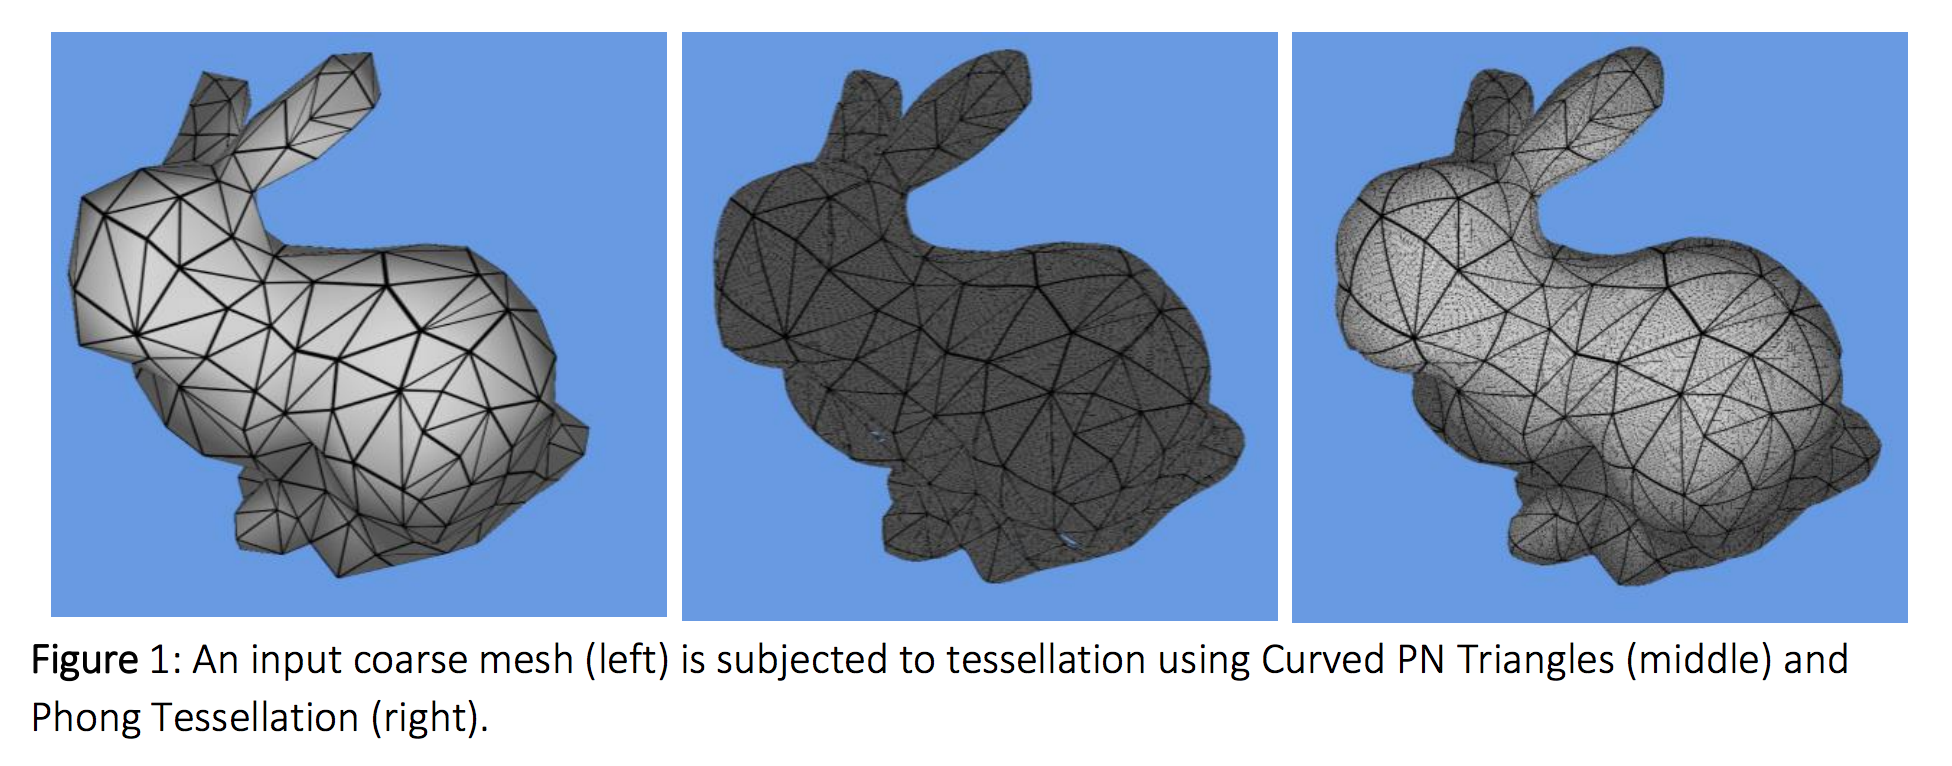 Figure 1: An input coarse mesh (left) is subjected to tessellation using Curved PN Triangles (middle) and
Phong Tessellation (right).